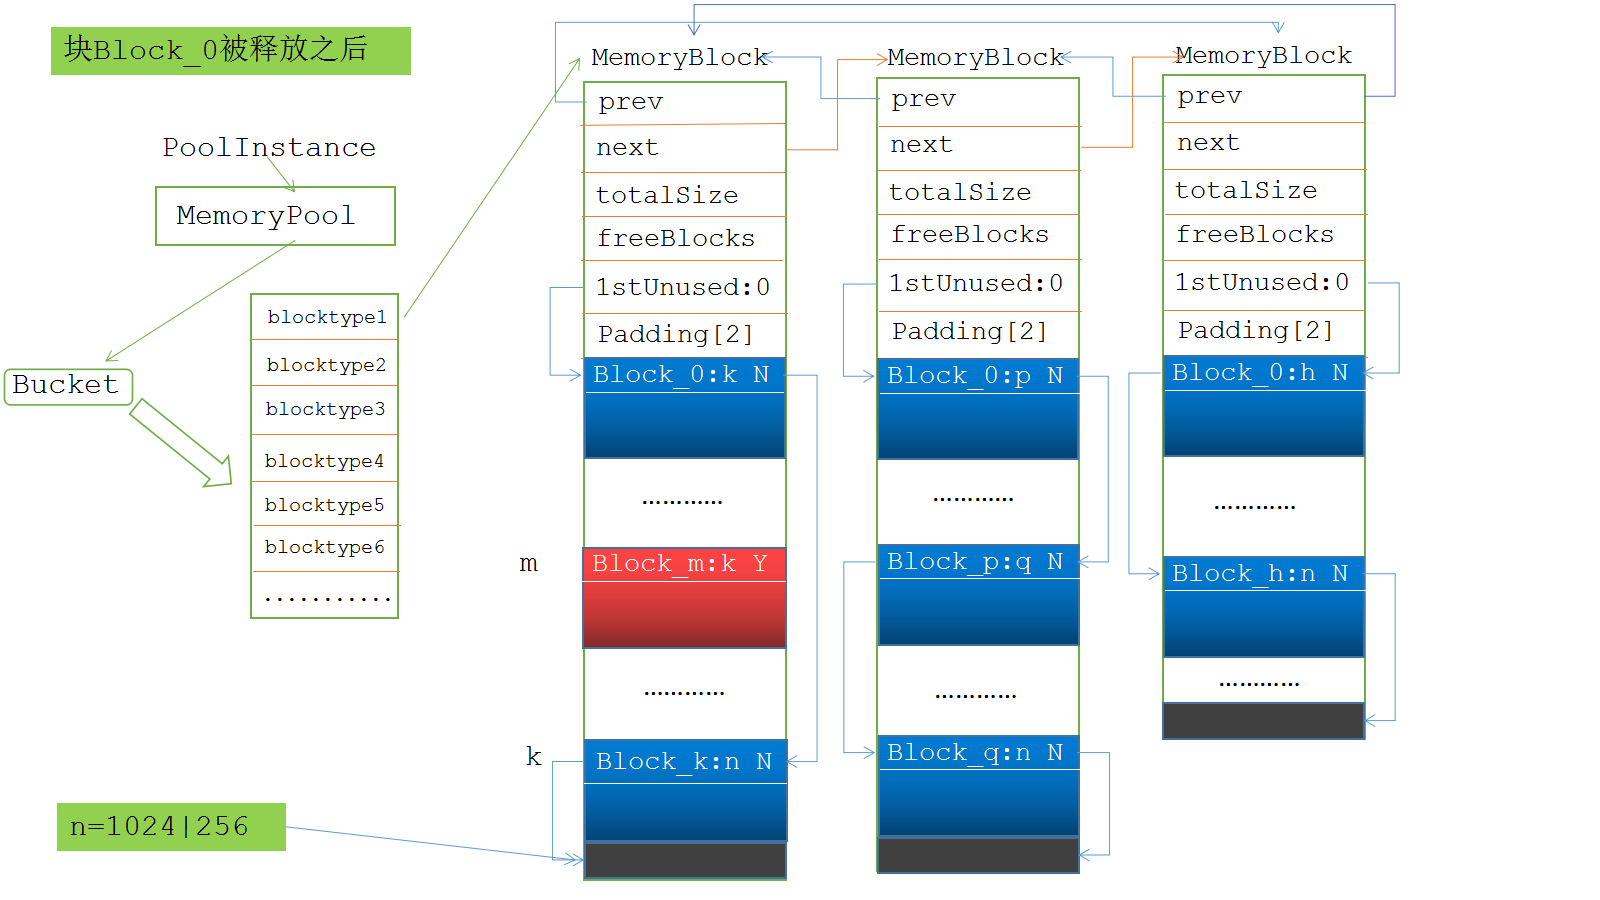 块Block_0被释放之后
PoolInstance
MemoryPool
Bucket
blocktype1
blocktype2
blocktype3
blocktype4
blocktype5
blocktype6
...........
n=1024|256
MemoryBlock
prev
next
totalSize
freeBlocks
1stUnused:0
Padding[2]
Block_0:k N
…………
m
Block_m:k Y
…………
k
Block_k:n N
MemoryBlock
prev
next
totalSize
freeBlocks
1stUnused:0
Padding[2]
Block_0:p N
…………
Block_p:q N
…………
Block_q:n N
MemoryBlock
prev
next
totalSize
freeBlocks
1stUnused:0
Padding[2]
Block_0:h N
…………
Block_h:n N
…………